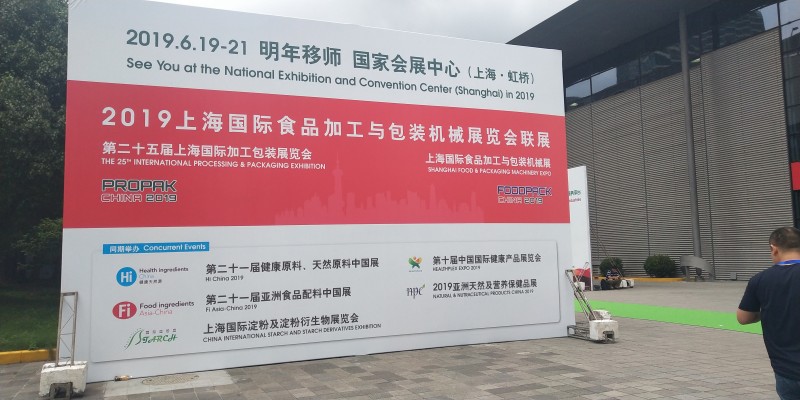 2019.6.19-21 明年移师 国家会展中心（上海·虹桥）
See You at the National Exhibition and Convention Center (Shanghai) in 2019
2019上海国际食品加工与包装机械展览会联展
第二十五届上海国际加工包装展览会
THE 25TH INTERNATIONAL PROCESSING & PACKAGING EXHIBITION
上海国际食品加工与包装机械展
SHANGHAI FOOD & PACKAGING MACHINERY EXPO
PROPAK
CHINA 2019
FOODPACK
CHINA 2019
同期举办 Concurrent Events
Hi
Health ingredients
China
健康天然原料
第二十一届健康原料、天然原料中国展
Hi China 2019
Fi
Food ingredients
Asia-China
第二十一届亚洲食品配料中国展
Fi Asia-China 2019
STARCH
上海国际淀粉及淀粉衍生物展览会
CHINA INTERNATIONAL STARCH AND STARCH DERIVATIVES EXHIBITION
第十届中国国际健康产品展览会
HEALTHPLEX EXPO 2019
npc
2019亚洲天然及营养保健品展
NATURAL & NUTRACEUTICAL PRODUCTS CHINA 2019